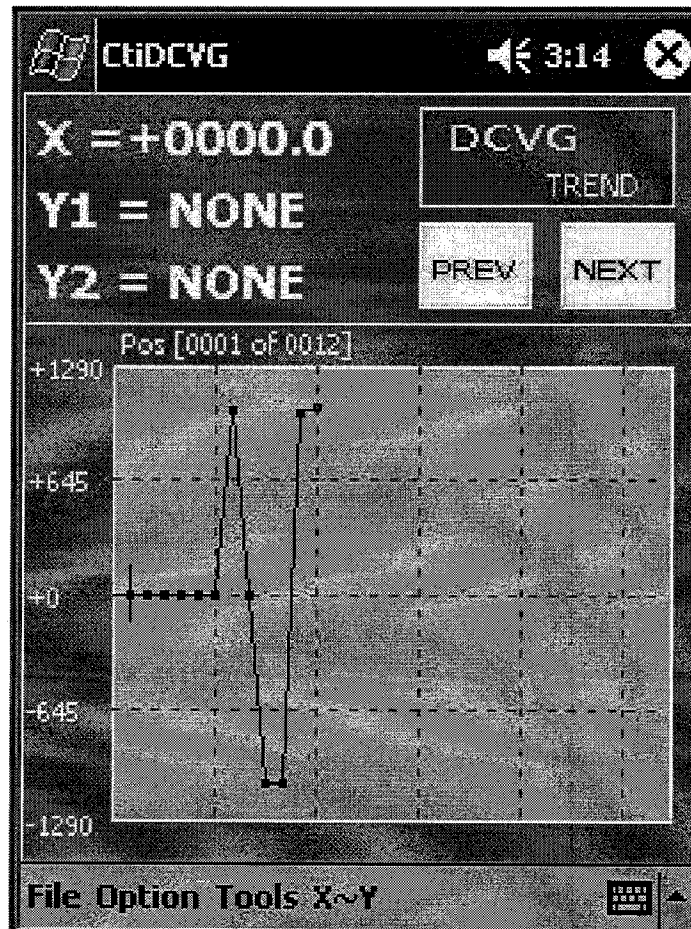 CtiDCVG 3:14
X =+0000.0
Y1 = NONE
Y2 = NONE
DCVG
TREND
PREV NEXT
Pos [0001 of 0012]
+1290
+645
+0
-645
-1290
File Option Tools X~Y